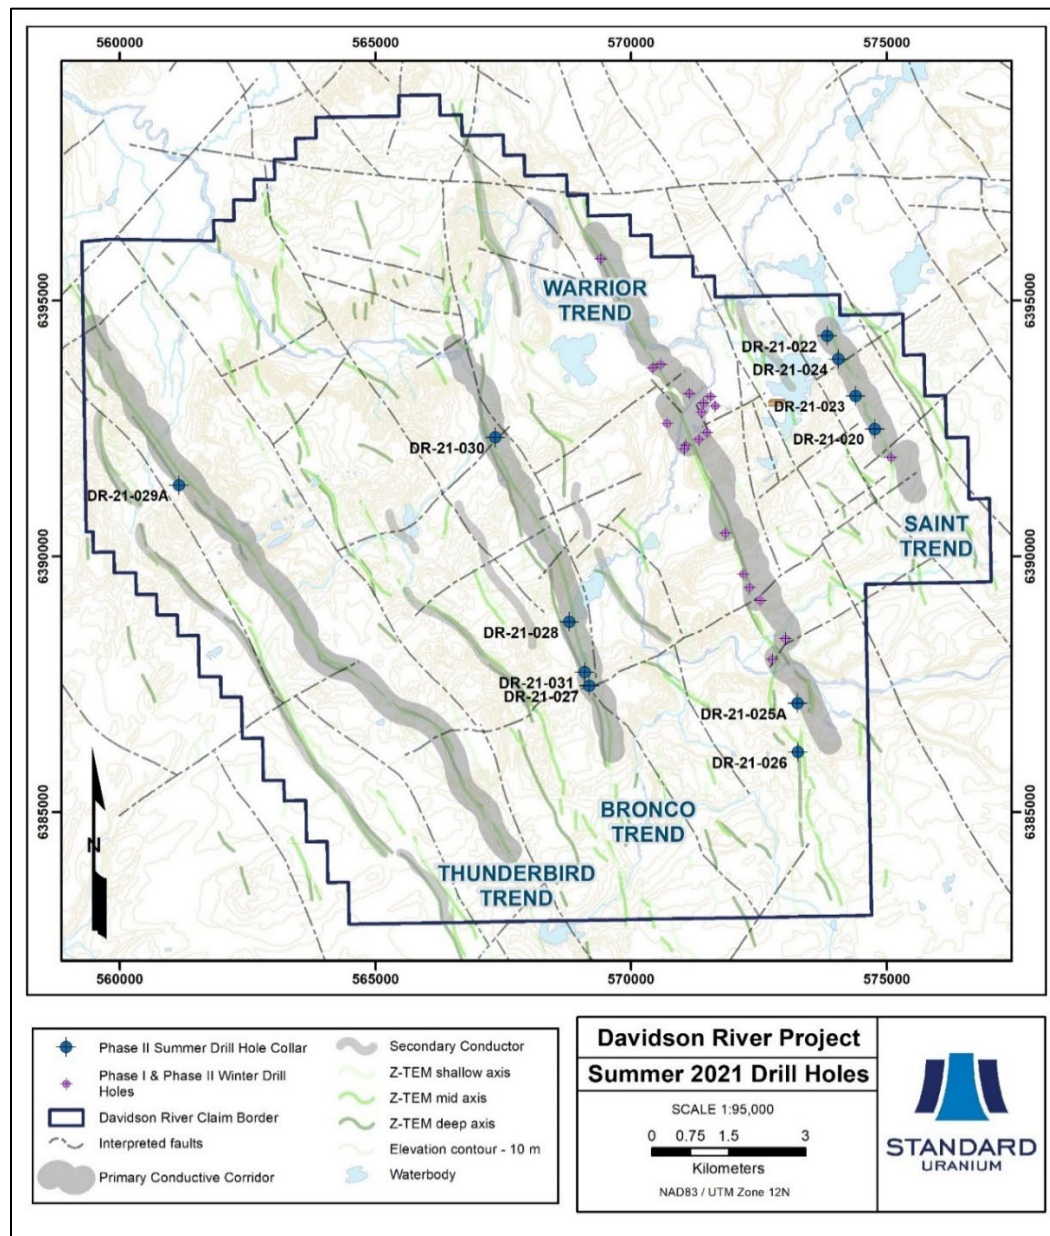 560000
565000
570000
575000
6395000
6390000
6385000
6395000
6390000
6385000
WARRIOR
TREND
DR-21-022
DR-21-024
DR-21-023
DR-21-020
DR-21-030
DR-21-029A
SAINT
TREND
DR-21-028
DR-21-031
DR-21-027
DR-21-025A
DR-21-026
BRONCO
TREND
THUNDERBIRD
TREND
N
560000
565000
570000
575000
Phase II Summer Drill Hole Collar
Phase I & Phase II Winter Drill
Holes
Davidson River Claim Border
Interpreted faults
Primary Conductive Corridor
Secondary Conductor
Z-TEM shallow axis
Z-TEM mid axis
Z-TEM deep axis
Elevation contour - 10 m
Waterbody
Davidson River Project
Summer 2021 Drill Holes
SCALE 1:95,000
0 0.75 1.5 3
Kilometers
NAD83 / UTM Zone 12N
STANDARD
URANIUM